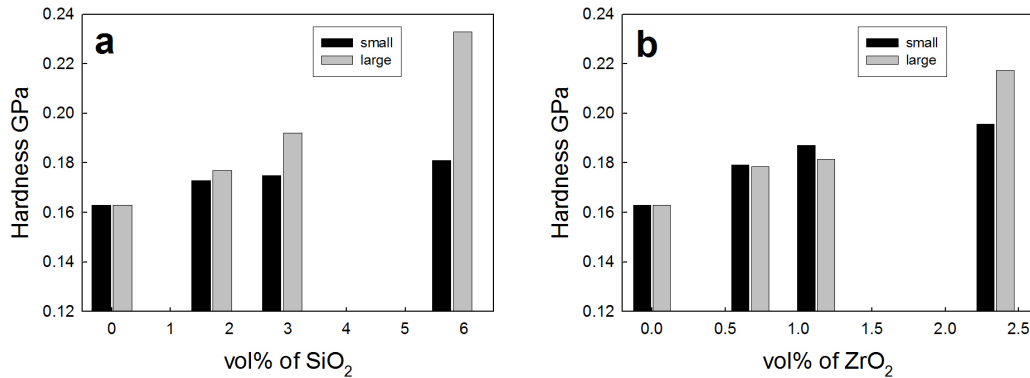 a
small
large
Hardness GPa
0.24
0.22
0.20
0.18
0.16
0.14
0.12
0 1 2 3 4 5 6
vol% of SiO₂
b
small
large
Hardness GPa
0.24
0.22
0.20
0.18
0.16
0.14
0.12
0.0 0.5 1.0 1.5 2.0 2.5
vol% of ZrO₂